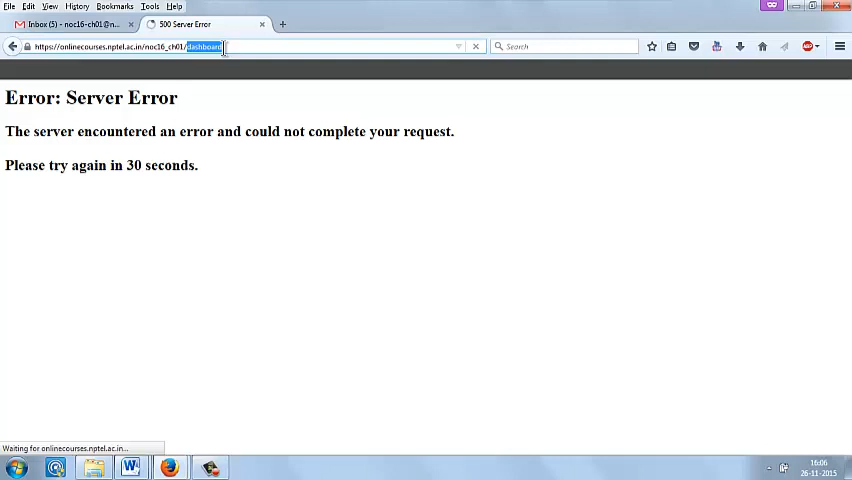 File Edit View History Bookmarks Tools Help
Inbox (5) - noc16-ch01@n... × 500 Server Error × +
https://onlinecourses.nptel.ac.in/noc16_ch01/dashboard Search
Error: Server Error
The server encountered an error and could not complete your request.
Please try again in 30 seconds.
Waiting for onlinecourses.nptel.ac.in...
16:06
26-11-2015